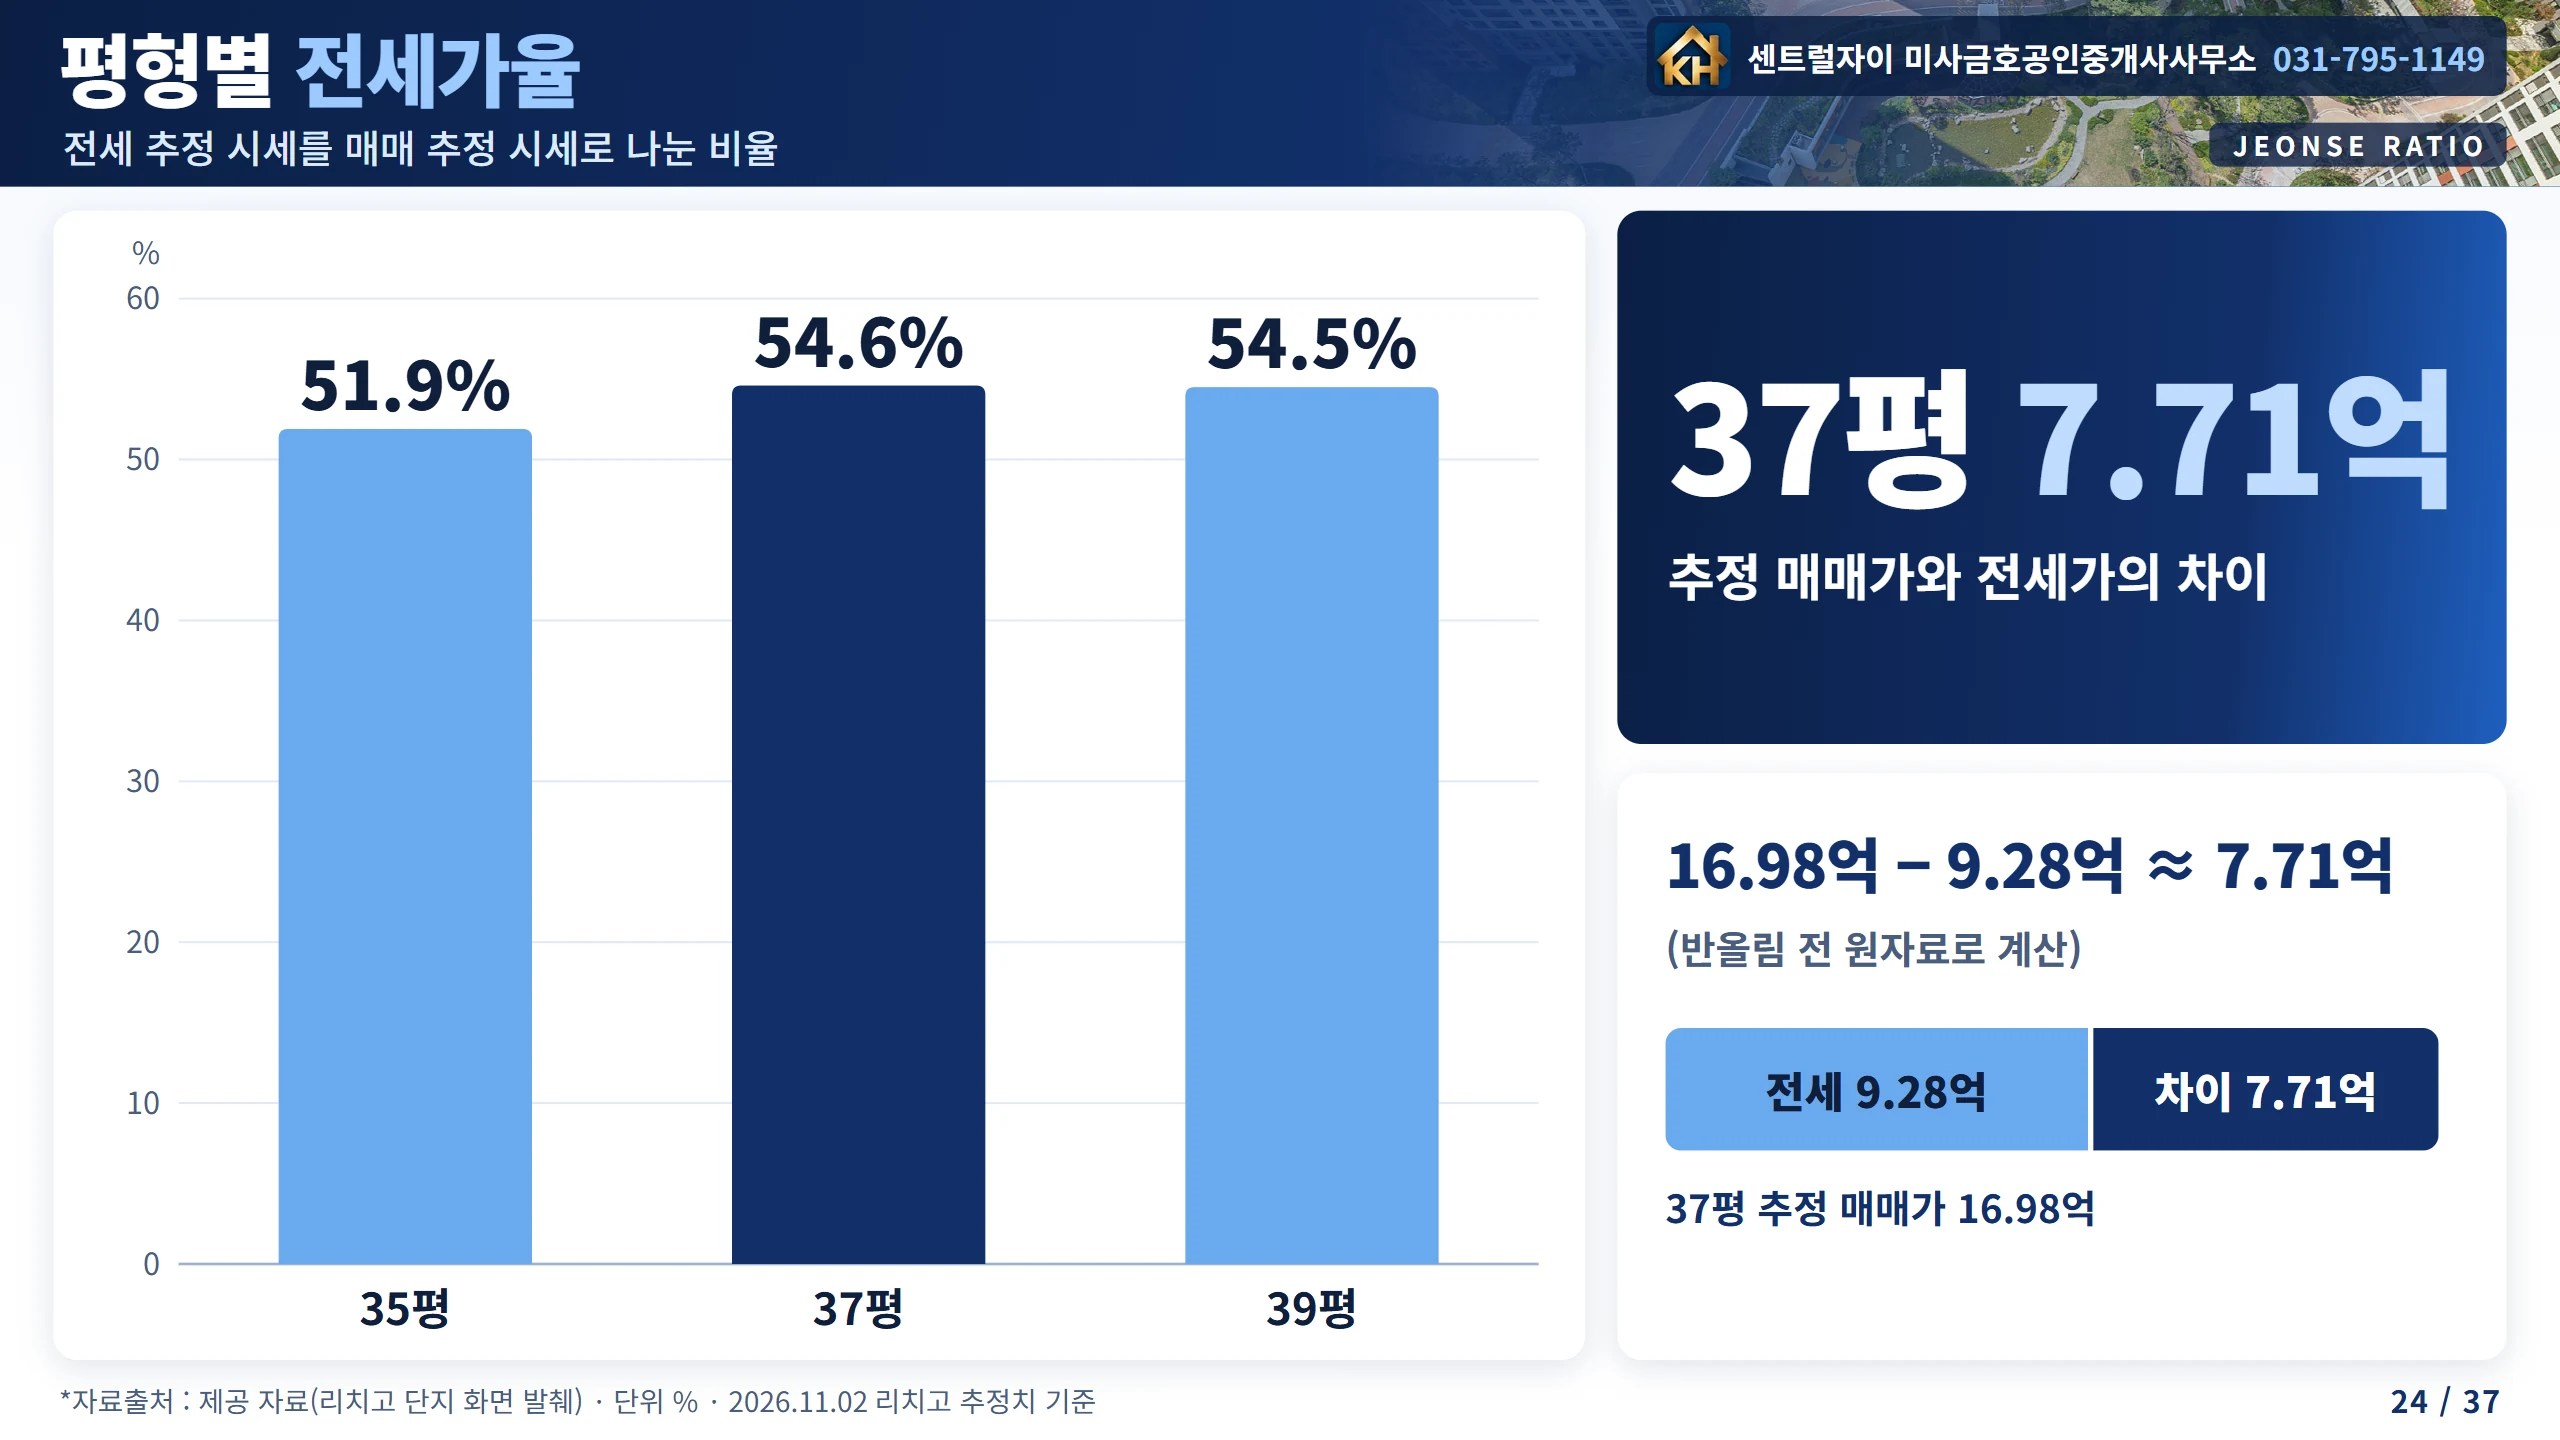 평형별 전세가율
전세 추정 시세를 매매 추정 시세로 나눈 비율
KH
센트럴자이 미사금호공인중개사사무소 031-795-1149
JEONSE RATIO
%
60
50
40
30
20
10
0
51.9%
54.6%
54.5%
35평
37평
39평
37평 7.71억
추정 매매가와 전세가의 차이
16.98억 − 9.28억 ≈ 7.71억
(반올림 전 원자료로 계산)
전세 9.28억
차이 7.71억
37평 추정 매매가 16.98억
*자료출처 : 제공 자료(리치고 단지 화면 발췌) · 단위 % · 2026.11.02 리치고 추정치 기준
24 / 37